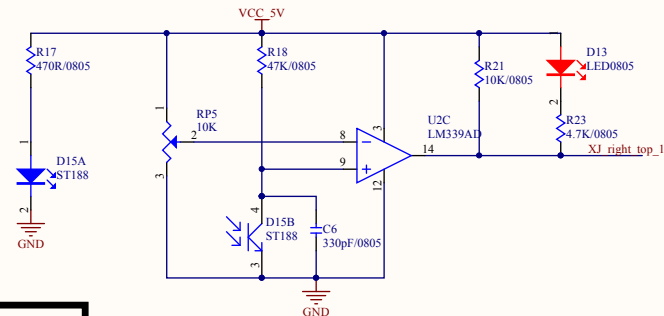 VCC_5V
R17
470R/0805
R18
47K/0805
R21
10K/0805
D13
LED0805
1
RP5
10K
2
3
8
9
3
12
14
U2C
LM339AD
2
R23
4.7K/0805
XJ_right_top_1
1
D15A
ST188
2
GND
4
D15B
ST188
3
C6
330pF/0805
GND